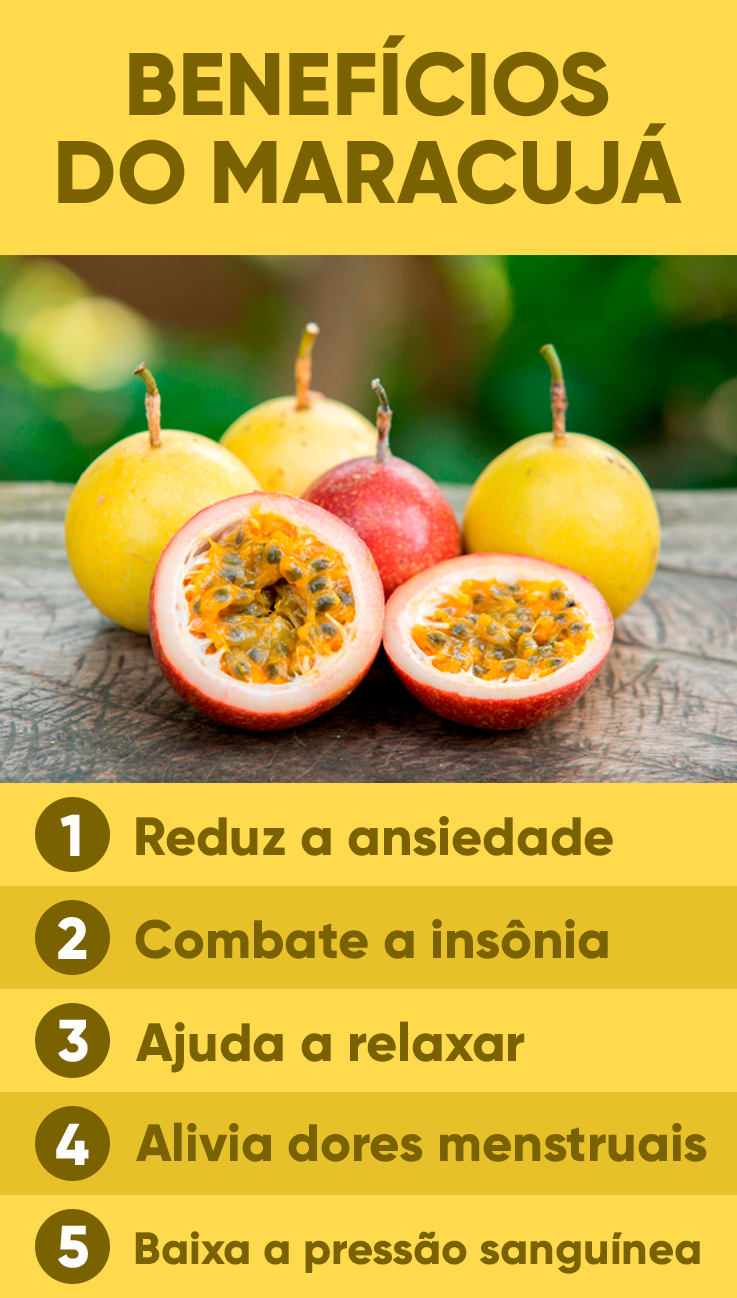 BENEFÍCIOS
DO MARACUJÁ
1 Reduz a ansiedade
2 Combate a insônia
3 Ajuda a relaxar
4 Alivia dores menstruais
5 Baixa a pressão sanguínea